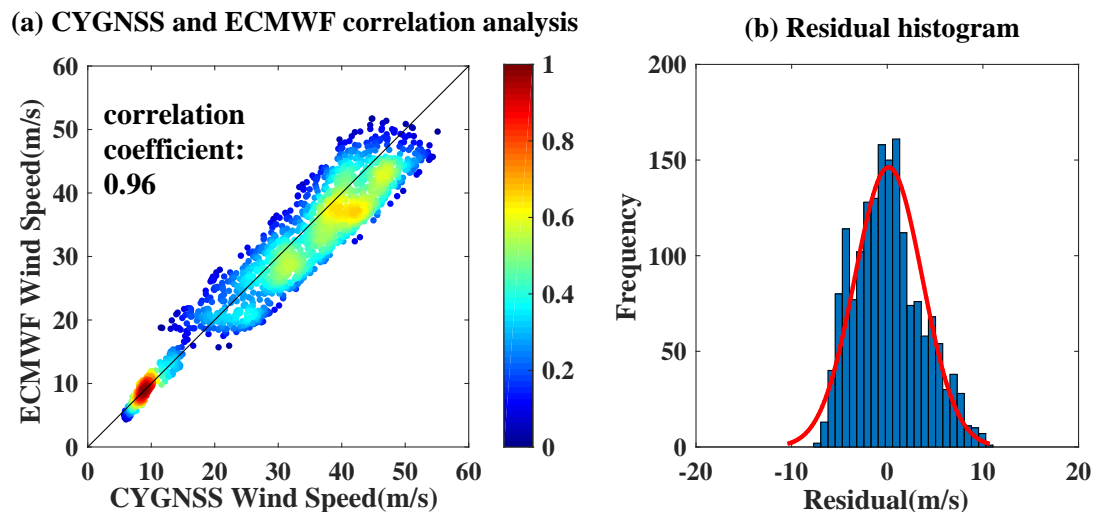 (a) CYGNSS and ECMWF correlation analysis
60
50
40
30
20
10
0
ECMWF Wind Speed(m/s)
correlation
coefficient:
0.96
0 10 20 30 40 50 60
CYGNSS Wind Speed(m/s)
1
0.8
0.6
0.4
0.2
0
(b) Residual histogram
200
150
100
50
0
Frequency
-20 -10 0 10 20
Residual(m/s)